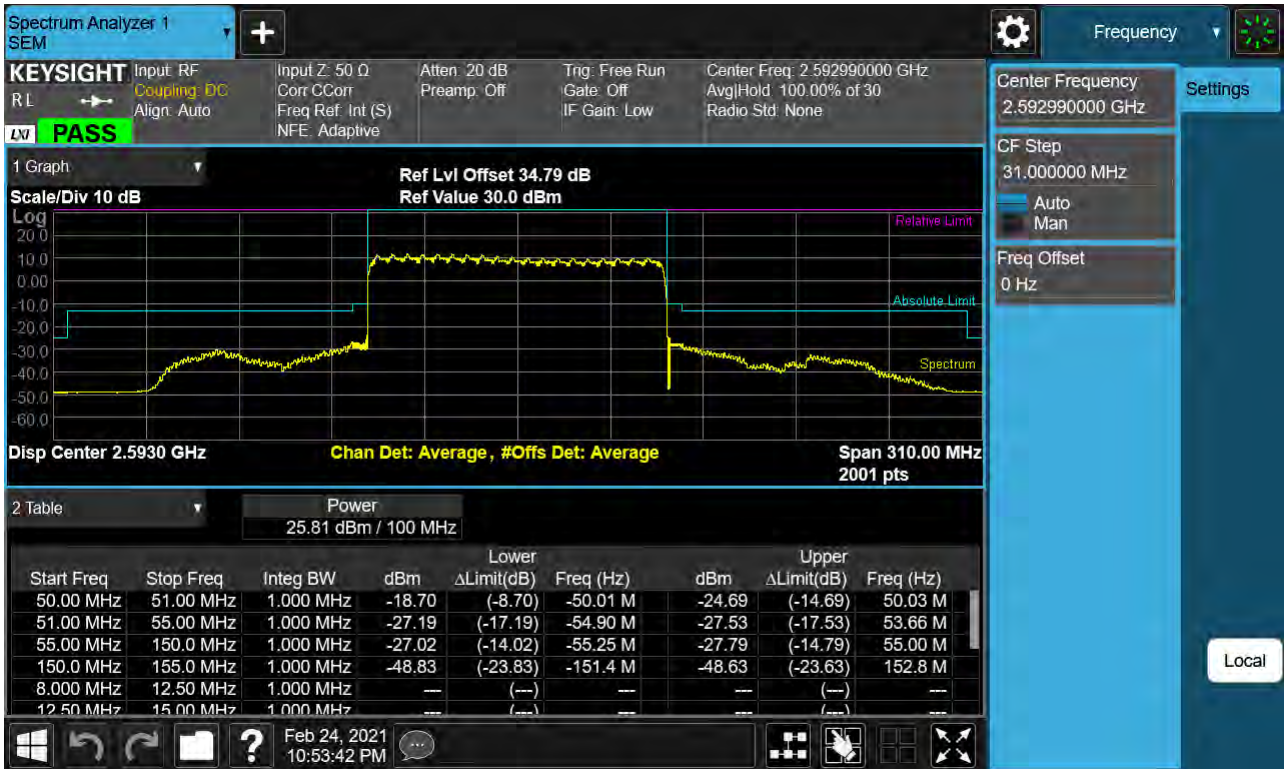 Spectrum Analyzer 1
SEM
Frequency
KEYSIGHT
RL
LXI
PASS
Input: RF
Coupling: DC
Align: Auto
Input Z: 50 Ω
Corr CCorr
Freq Ref: Int (S)
NFE: Adaptive
Atten: 20 dB
Preamp: Off
Trig: Free Run
Gate: Off
IF Gain: Low
Center Freq: 2.592990000 GHz
Avg|Hold: 100.00% of 30
Radio Std: None
Center Frequency
2.592990000 GHz
Settings
CF Step
31.000000 MHz
Auto
Man
Freq Offset
0 Hz
Local
1 Graph
Ref Lvl Offset 34.79 dB
Scale/Div 10 dB
Ref Value 30.0 dBm
Log
20.0
10.0
0.00
-10.0
-20.0
-30.0
-40.0
-50.0
-60.0
Relative Limit
Absolute Limit
Spectrum
Disp Center 2.5930 GHz
Chan Det: Average, #Offs Det: Average
Span 310.00 MHz
2001 pts
2 Table
Power
25.81 dBm / 100 MHz
Lower Upper
Start Freq Stop Freq Integ BW dBm ΔLimit(dB) Freq (Hz) dBm ΔLimit(dB) Freq (Hz)
50.00 MHz 51.00 MHz 1.000 MHz -18.70 (-8.70) -50.01 M -24.69 (-14.69) 50.03 M
51.00 MHz 55.00 MHz 1.000 MHz -27.19 (-17.19) -54.90 M -27.53 (-17.53) 53.66 M
55.00 MHz 150.0 MHz 1.000 MHz -27.02 (-14.02) -55.25 M -27.79 (-14.79) 55.00 M
150.0 MHz 155.0 MHz 1.000 MHz -48.83 (-23.83) -151.4 M -48.63 (-23.63) 152.8 M
8.000 MHz 12.50 MHz 1.000 MHz --- (---) --- --- (---) ---
12.50 MHz 15.00 MHz 1.000 MHz --- (---) --- --- (---) ---
Feb 24, 2021
10:53:42 PM